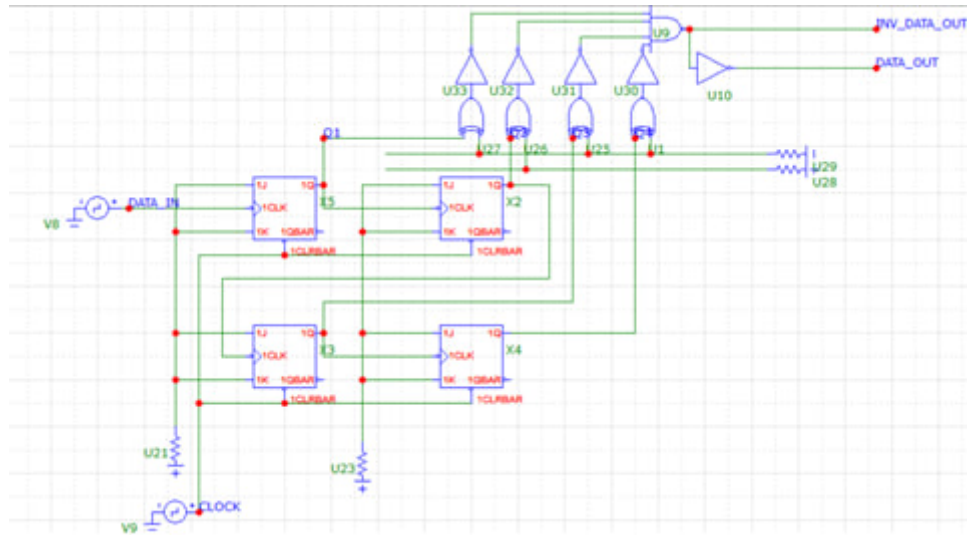 INV_DATA_OUT
U9
DATA_OUT
U10
U33
U32
U31
U30
U27
U26
U25
U1
Q1
1
U29
U28
1J
1Q
X5
1CLK
1K
1QBAR
1CLRBAR
1J
1Q
X2
1CLK
1K
1QBAR
1CLRBAR
DATA_IN
V8
1J
1Q
X3
1CLK
1K
1QBAR
1CLRBAR
1J
1Q
X4
1CLK
1K
1QBAR
1CLRBAR
U21
U23
CLOCK
V9